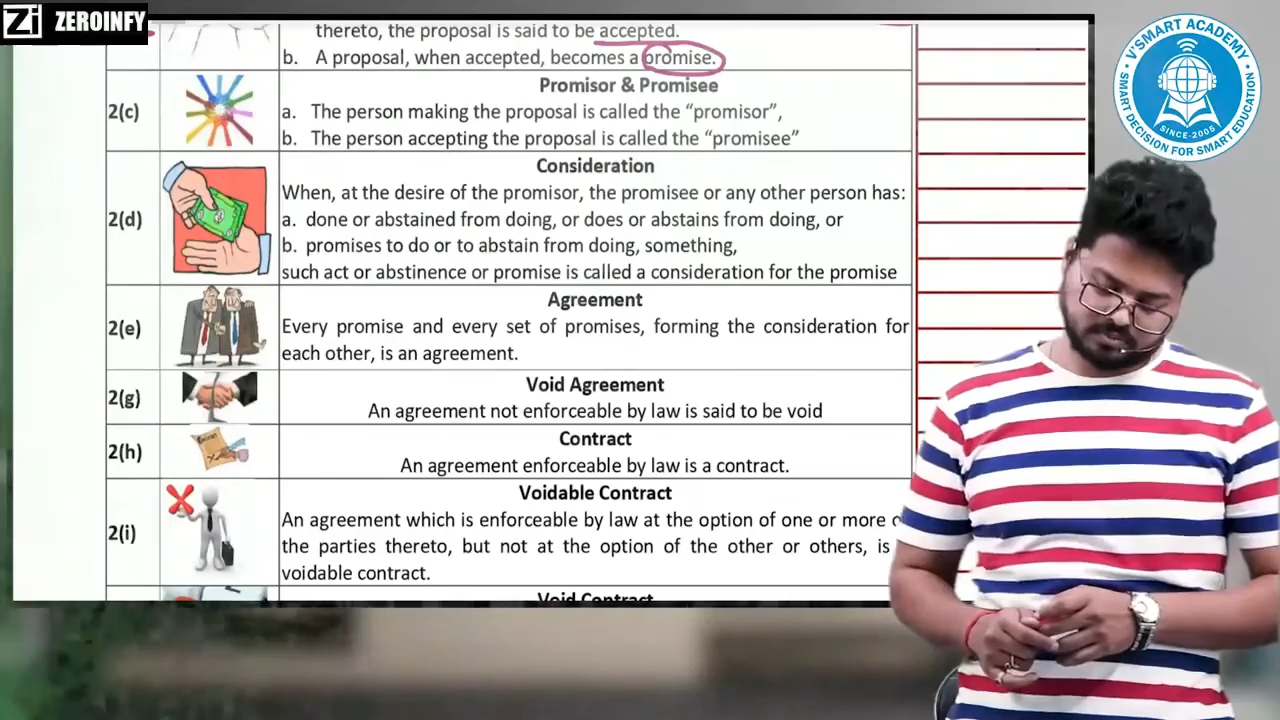 Zi ZEROINFY
thereto, the proposal is said to be accepted.
b. A proposal, when accepted, becomes a promise.
Promisor & Promisee
2(c)
a. The person making the proposal is called the “promisor”,
b. The person accepting the proposal is called the “promisee”
Consideration
When, at the desire of the promisor, the promisee or any other person has:
2(d)
a. done or abstained from doing, or does or abstains from doing, or
b. promises to do or to abstain from doing, something,
such act or abstinence or promise is called a consideration for the promise
Agreement
2(e)
Every promise and every set of promises, forming the consideration for
each other, is an agreement.
Void Agreement
2(g)
An agreement not enforceable by law is said to be void
Contract
2(h)
An agreement enforceable by law is a contract.
Voidable Contract
An agreement which is enforceable by law at the option of one or more
2(i)
the parties thereto, but not at the option of the other or others, is
voidable contract.
Void Contract
V'SMART ACADEMY
SINCE-2005
SMART DECISION FOR SMART EDUCATION